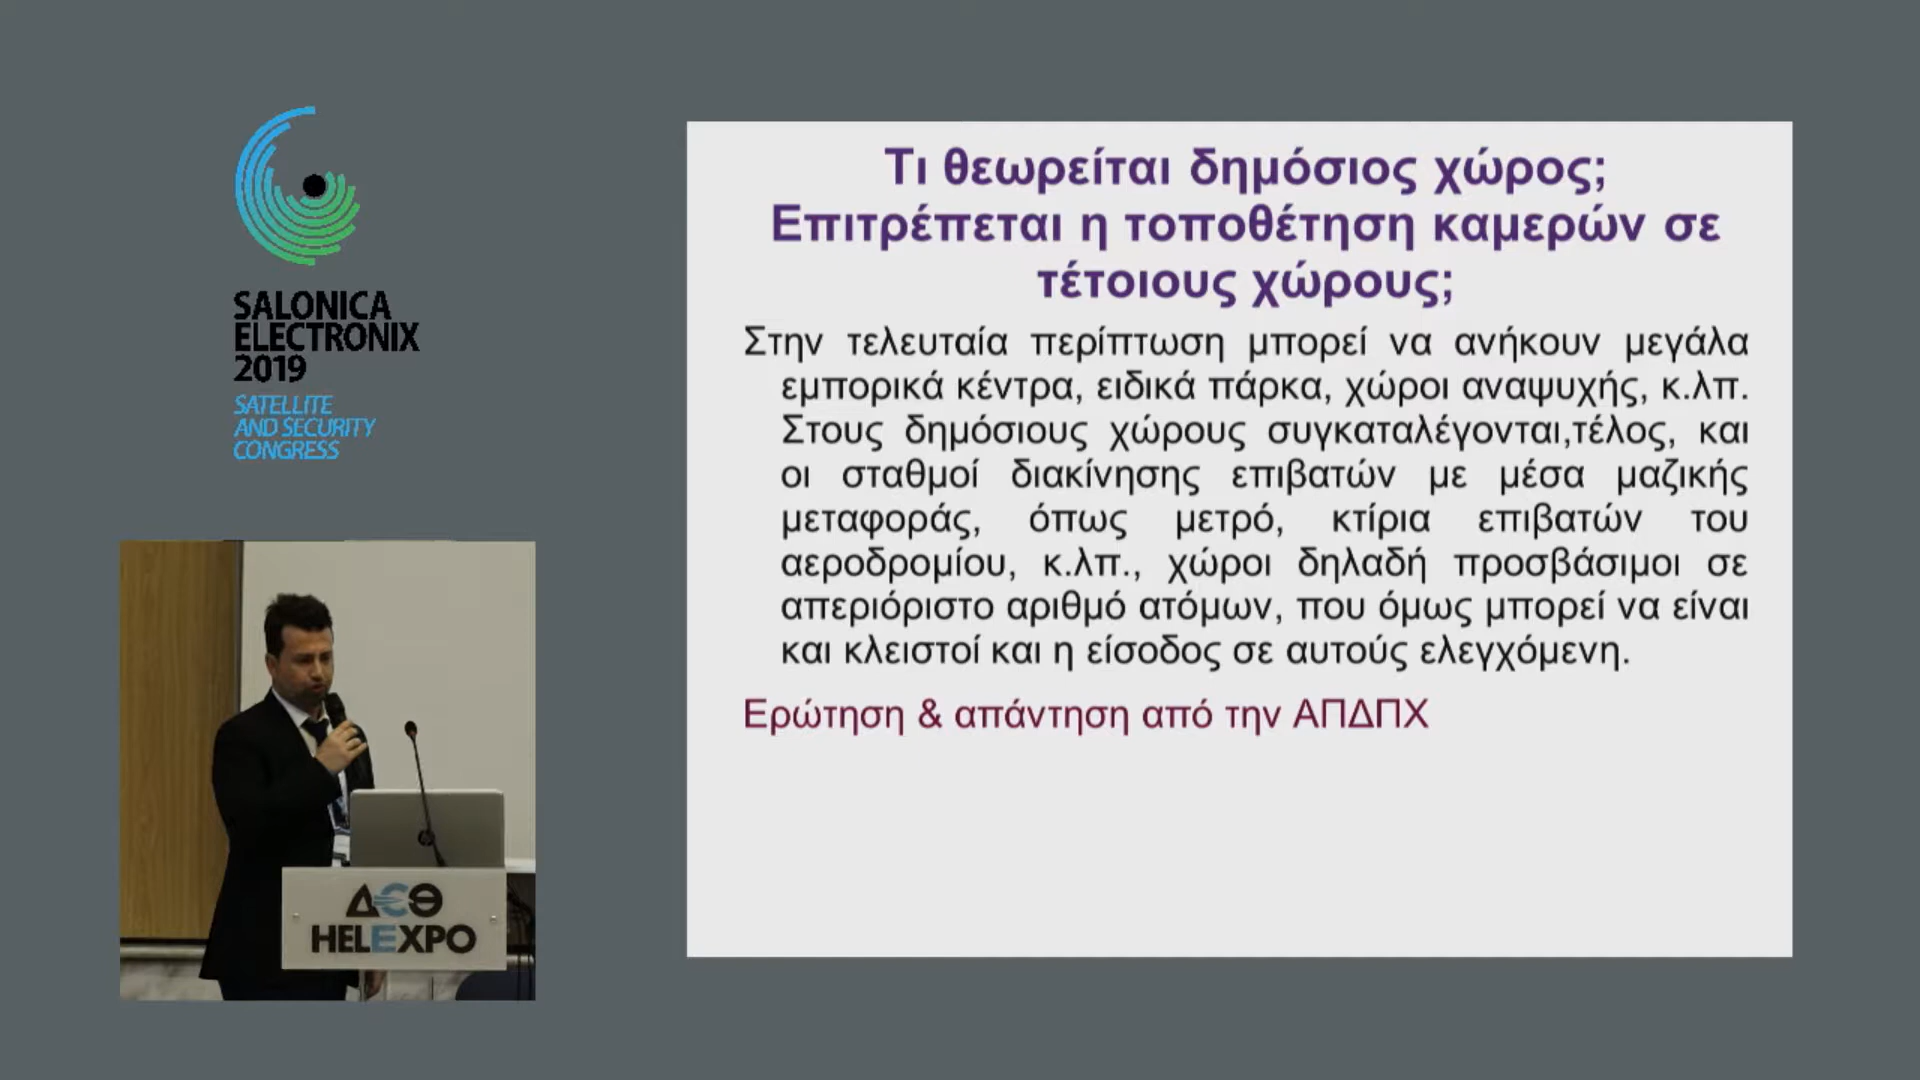 SALONICA
ELECTRONIX
2019
SATELLITE
AND SECURITY
CONGRESS
ΔΕΘ
HELEXPO
Τι θεωρείται δημόσιος χώρος;
Επιτρέπεται η τοποθέτηση καμερών σε
τέτοιους χώρους;
Στην τελευταία περίπτωση μπορεί να ανήκουν μεγάλα
εμπορικά κέντρα, ειδικά πάρκα, χώροι αναψυχής, κ.λπ.
Στους δημόσιους χώρους συγκαταλέγονται,τέλος, και
οι σταθμοί διακίνησης επιβατών με μέσα μαζικής
μεταφοράς, όπως μετρό, κτίρια επιβατών του
αεροδρομίου, κ.λπ., χώροι δηλαδή προσβάσιμοι σε
απεριόριστο αριθμό ατόμων, που όμως μπορεί να είναι
και κλειστοί και η είσοδος σε αυτούς ελεγχόμενη.
Ερώτηση & απάντηση από την ΑΠΔΠΧ